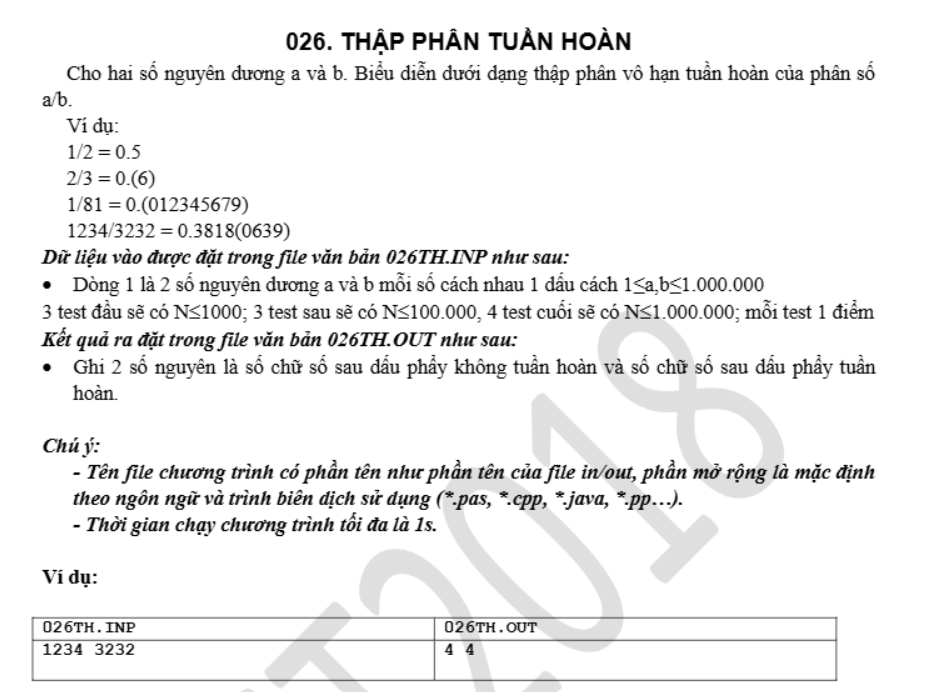 026. THẬP PHÂN TUẦN HOÀN
Cho hai số nguyên dương a và b. Biểu diễn dưới dạng thập phân vô hạn tuần hoàn của phân số
a/b.
Ví dụ:
1/2 = 0.5
2/3 = 0.(6)
1/81 = 0.(012345679)
1234/3232 = 0.3818(0639)
Dữ liệu vào được đặt trong file văn bản 026TH.INP như sau:
• Dòng 1 là 2 số nguyên dương a và b mỗi số cách nhau 1 dấu cách 1≤a,b≤1.000.000
3 test đầu sẽ có N≤1000; 3 test sau sẽ có N≤100.000, 4 test cuối sẽ có N≤1.000.000; mỗi test 1 điểm
Kết quả ra đặt trong file văn bản 026TH.OUT như sau:
• Ghi 2 số nguyên là số chữ số sau dấu phẩy không tuần hoàn và số chữ số sau dấu phẩy tuần
hoàn.
Chú ý:
- Tên file chương trình có phần tên như phần tên của file in/out, phần mở rộng là mặc định
theo ngôn ngữ và trình biên dịch sử dụng (*.pas, *.cpp, *.java, *.pp…).
- Thời gian chạy chương trình tối đa là 1s.
Ví dụ:
026TH.INP 026TH.OUT
1234 3232 4 4
T2018